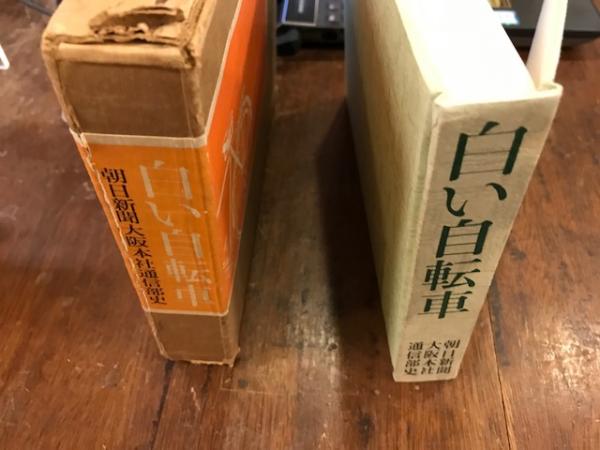 白い自転車
朝日新聞大阪本社通信部史
白い自転車
朝日新聞
大阪本社
通信部史